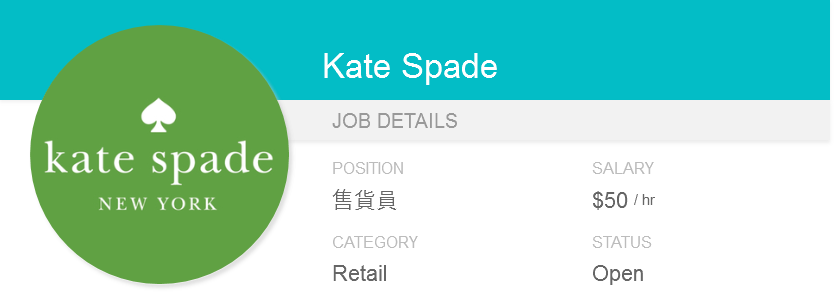 Kate Spade
kate spade
NEW YORK
JOB DETAILS
POSITION
售貨員
SALARY
$50 / hr
CATEGORY
Retail
STATUS
Open